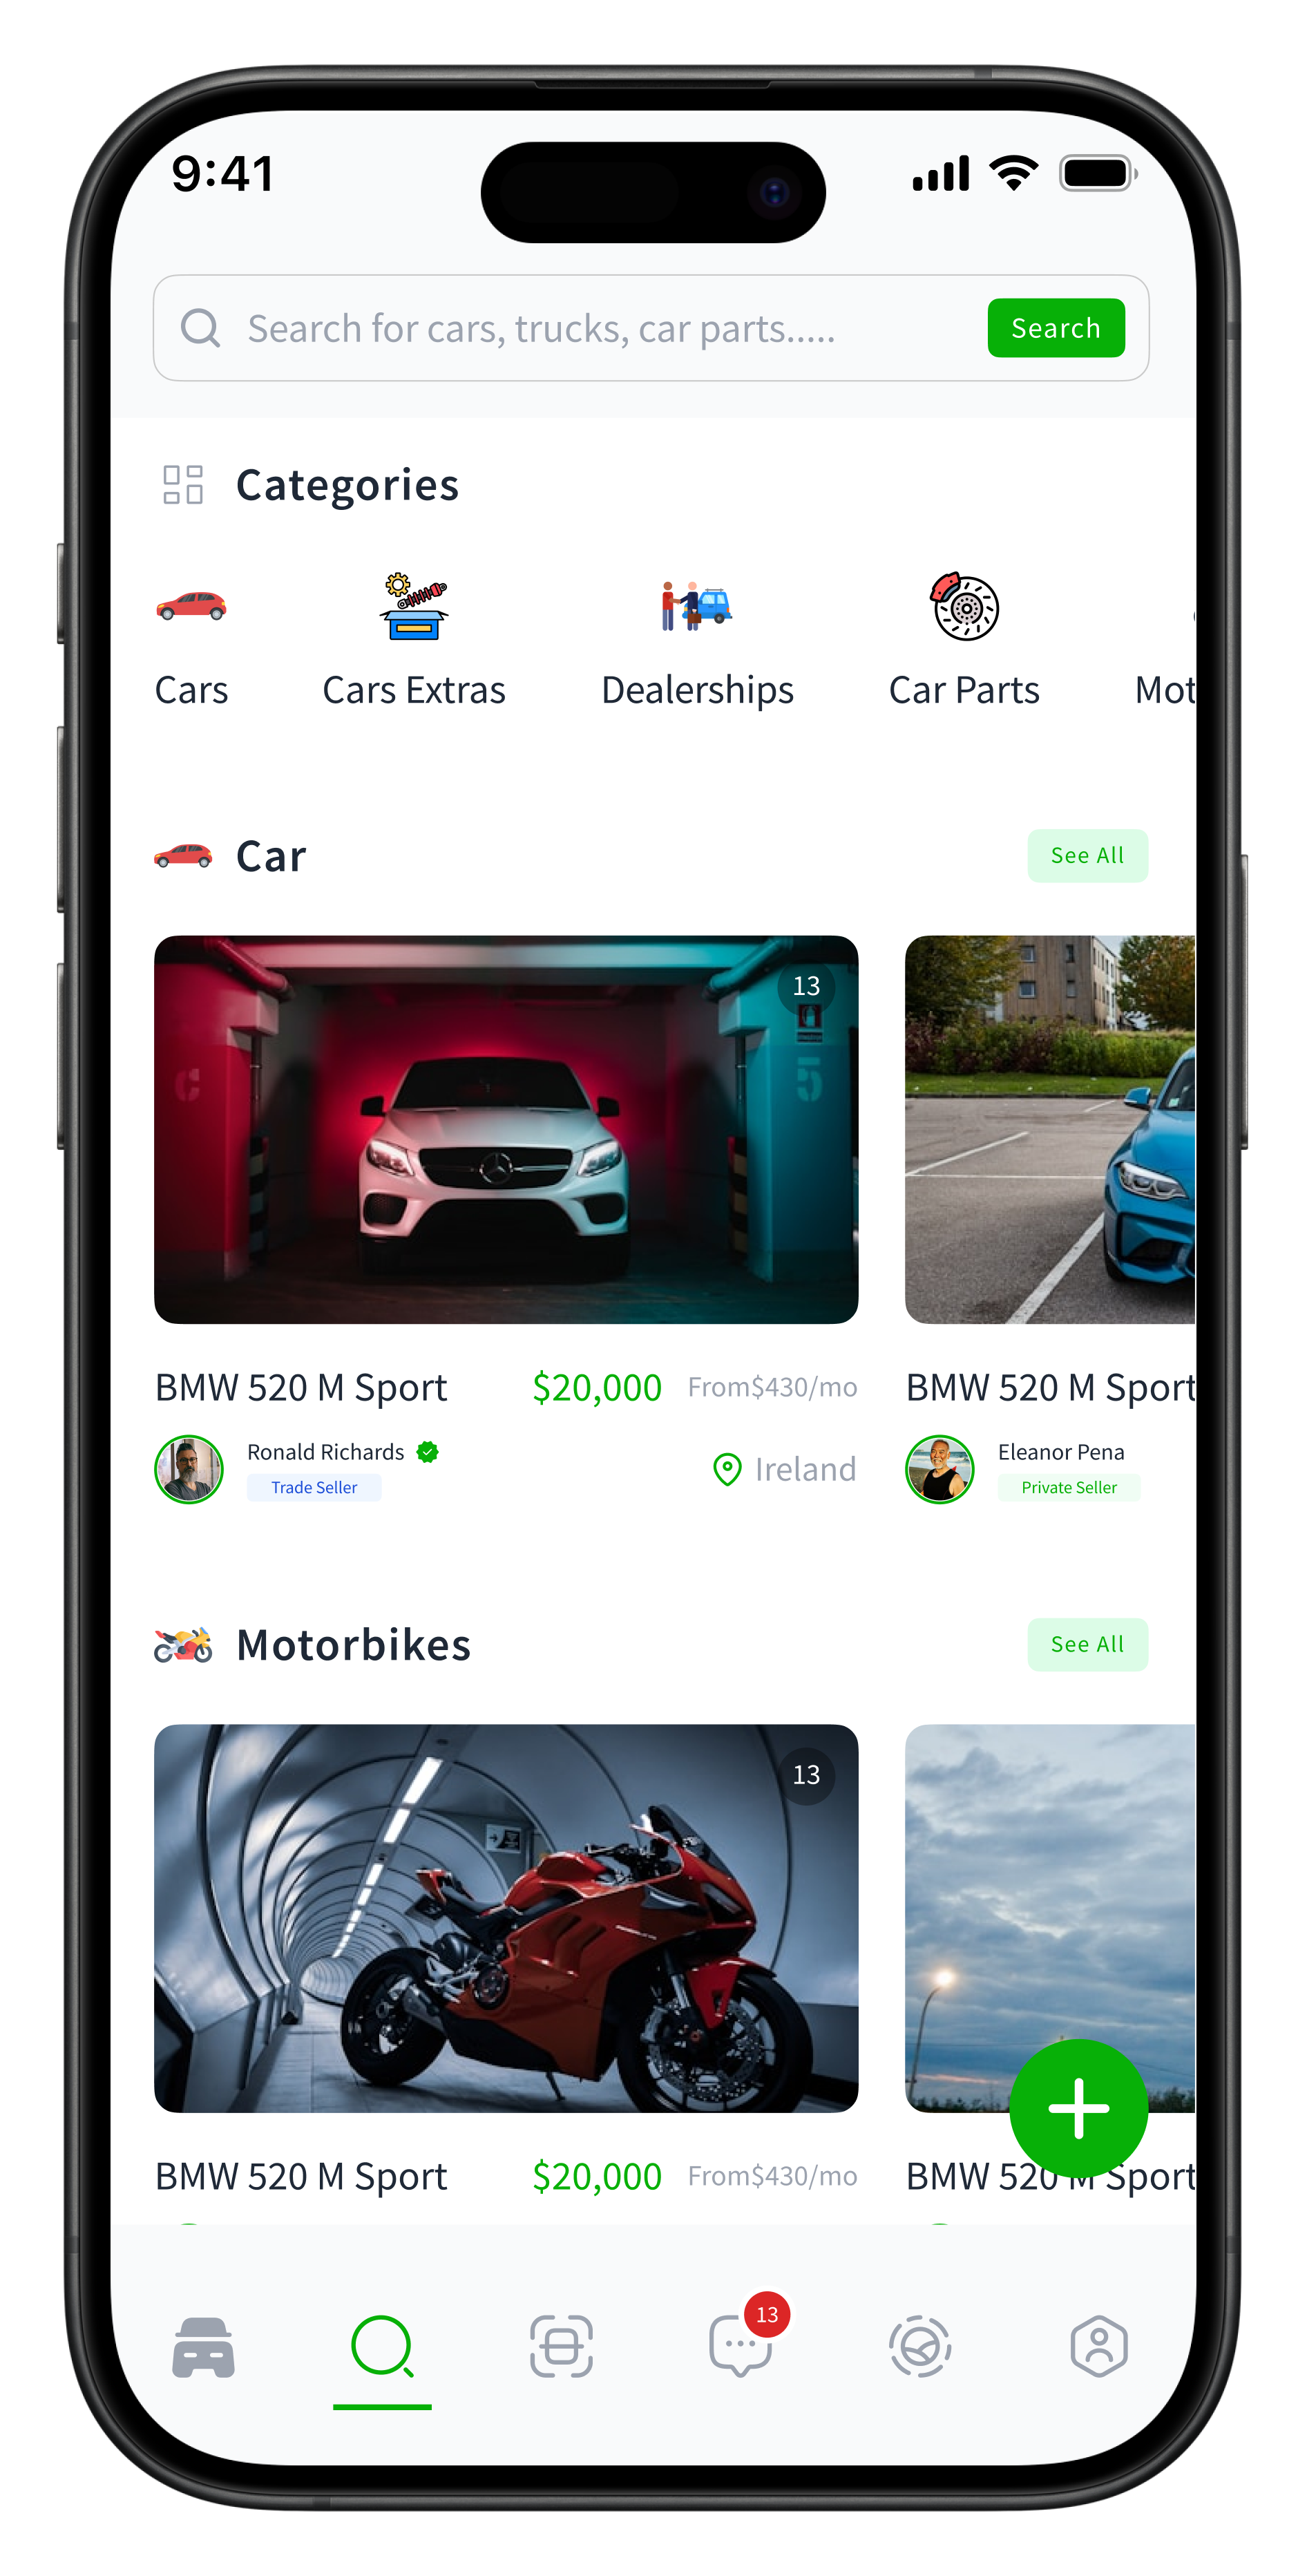 9:41
Search for cars, trucks, car parts.....
Search
Categories
Cars
Cars Extras
Dealerships
Car Parts
Mot
Car
See All
13
C
5
BMW 520 M Sport
$20,000
From$430/mo
BMW 520 M Sport
Ronald Richards
Trade Seller
Ireland
Eleanor Pena
Private Seller
Motorbikes
See All
13
BMW 520 M Sport
$20,000
From$430/mo
BMW 520 M Sport
13